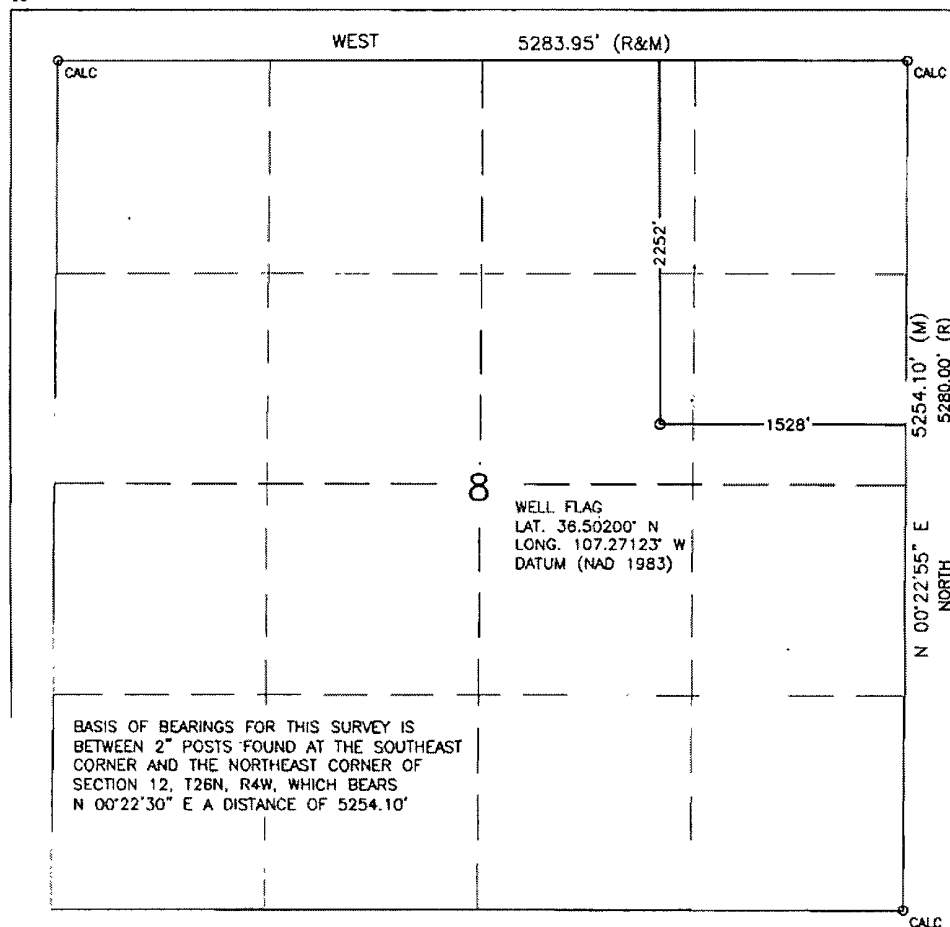 WEST 5283.95' (R&M)
CALC
CALC
2252'
5254.10' (M)
5280.00' (R)
1528'
8
WELL FLAG
LAT. 36.50200° N
LONG. 107.27123° W
DATUM (NAD 1983)
N 00°22'55" E
NORTH
BASIS OF BEARINGS FOR THIS SURVEY IS
BETWEEN 2" POSTS FOUND AT THE SOUTHEAST
CORNER AND THE NORTHEAST CORNER OF
SECTION 12, T26N, R4W, WHICH BEARS
N 00°22'30" E A DISTANCE OF 5254.10'
CALC